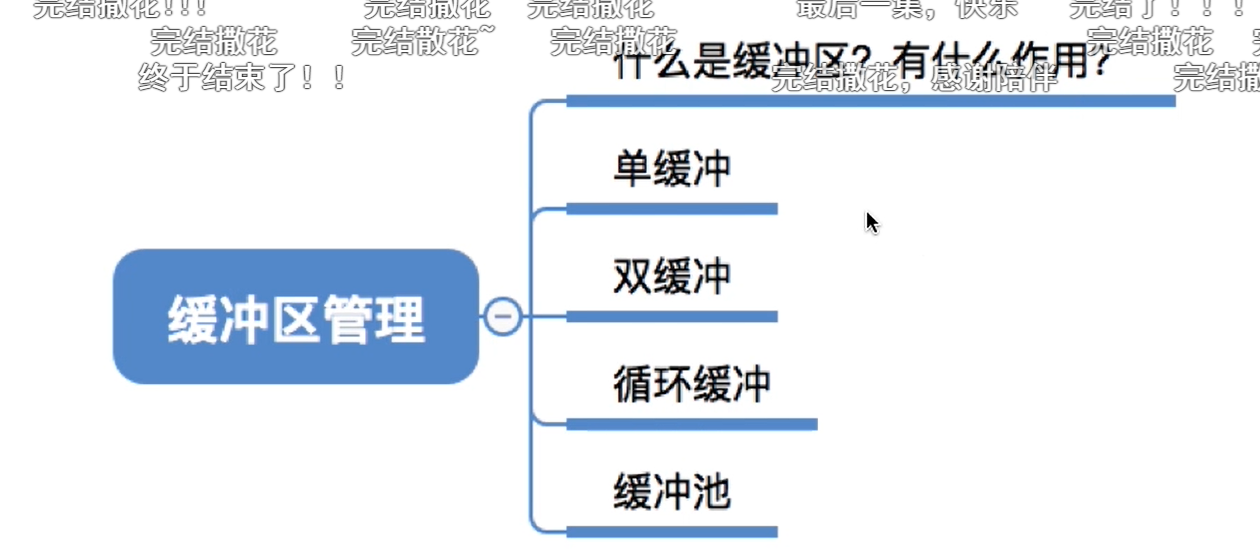 完结撒花!!!
完结撒花
完结撒花
最后一集，快乐
完结了！！！
完结撒花
完结散花~
完结撒花
完结撒花
终于结束了！！
什么是缓冲区？有什么作用？
完结撒花，感谢陪伴
完结撒
单缓冲
双缓冲
缓冲区管理
循环缓冲
缓冲池